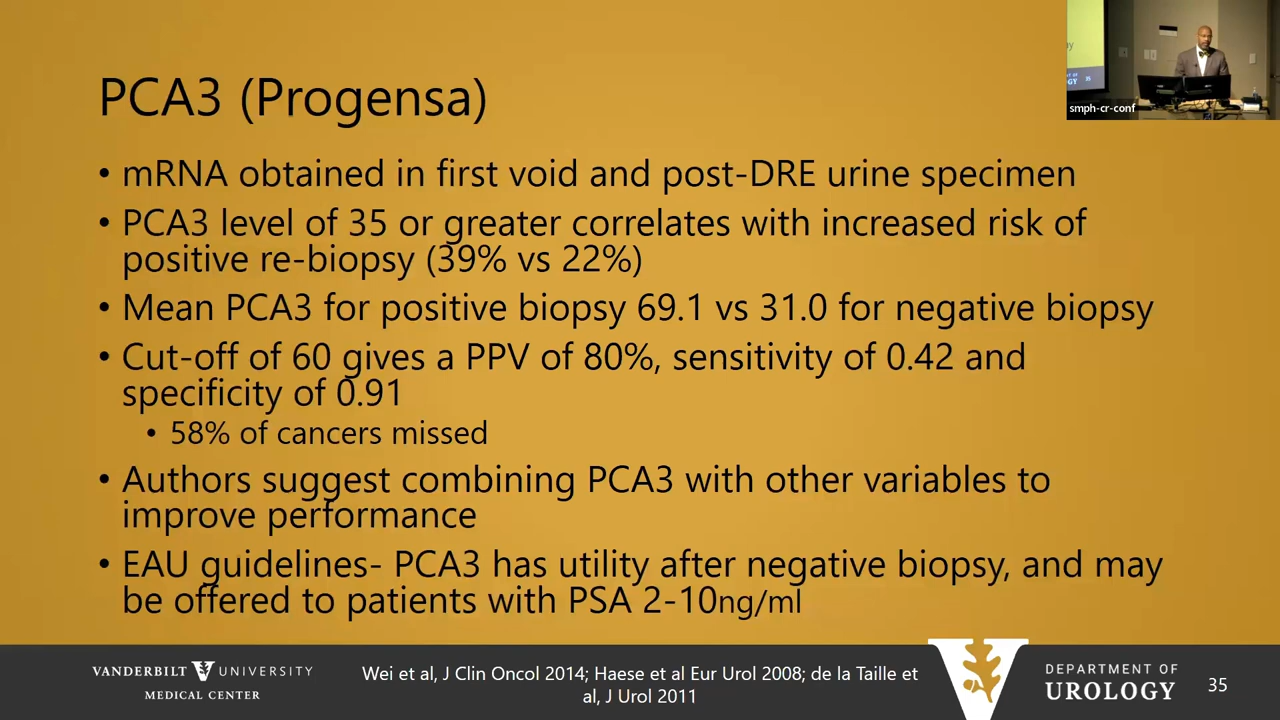 PCA3 (Progensa)
• mRNA obtained in first void and post-DRE urine specimen
• PCA3 level of 35 or greater correlates with increased risk of
positive re-biopsy (39% vs 22%)
• Mean PCA3 for positive biopsy 69.1 vs 31.0 for negative biopsy
• Cut-off of 60 gives a PPV of 80%, sensitivity of 0.42 and
specificity of 0.91
• 58% of cancers missed
• Authors suggest combining PCA3 with other variables to
improve performance
• EAU guidelines- PCA3 has utility after negative biopsy, and may
be offered to patients with PSA 2-10ng/ml
smph-cr-conf
VANDERBILT V UNIVERSITY
MEDICAL CENTER
Wei et al, J Clin Oncol 2014; Haese et al Eur Urol 2008; de la Taille et
al, J Urol 2011
DEPARTMENT OF
UROLOGY
35